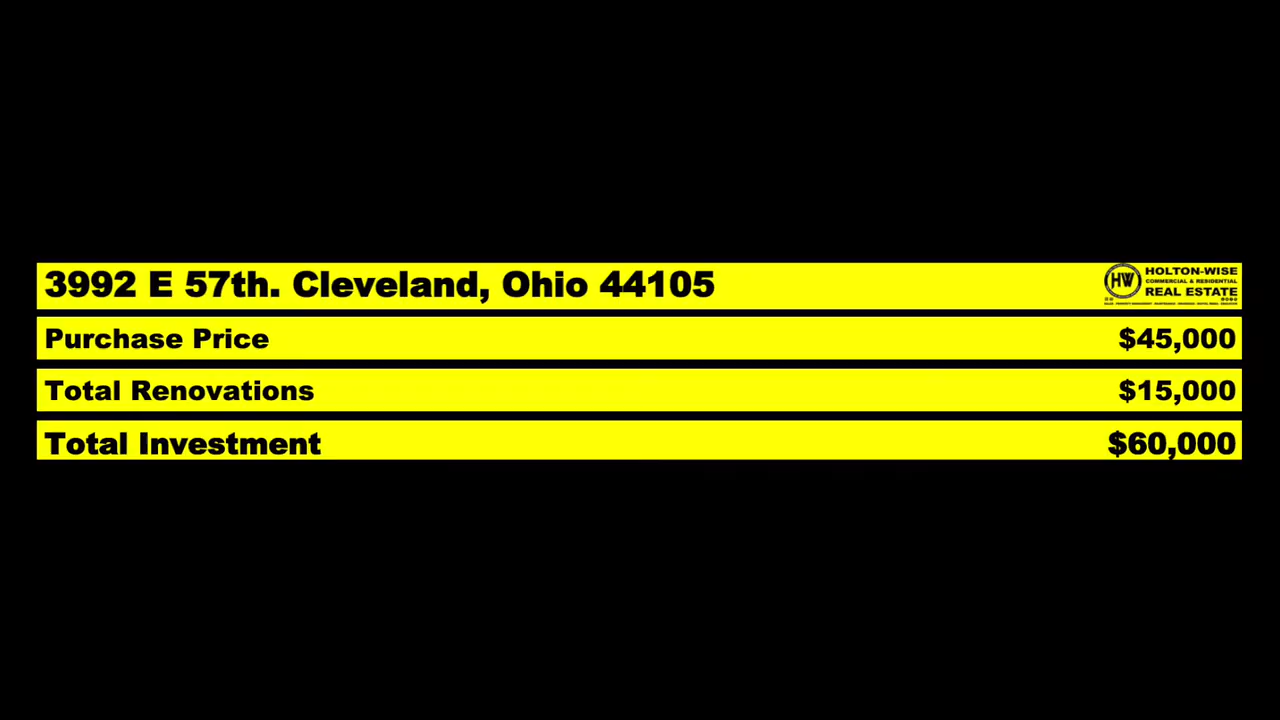 3992 E 57th. Cleveland, Ohio 44105
HW
HOLTON-WISE
COMMERCIAL & RESIDENTIAL
REAL ESTATE
Purchase Price $45,000
Total Renovations $15,000
Total Investment $60,000